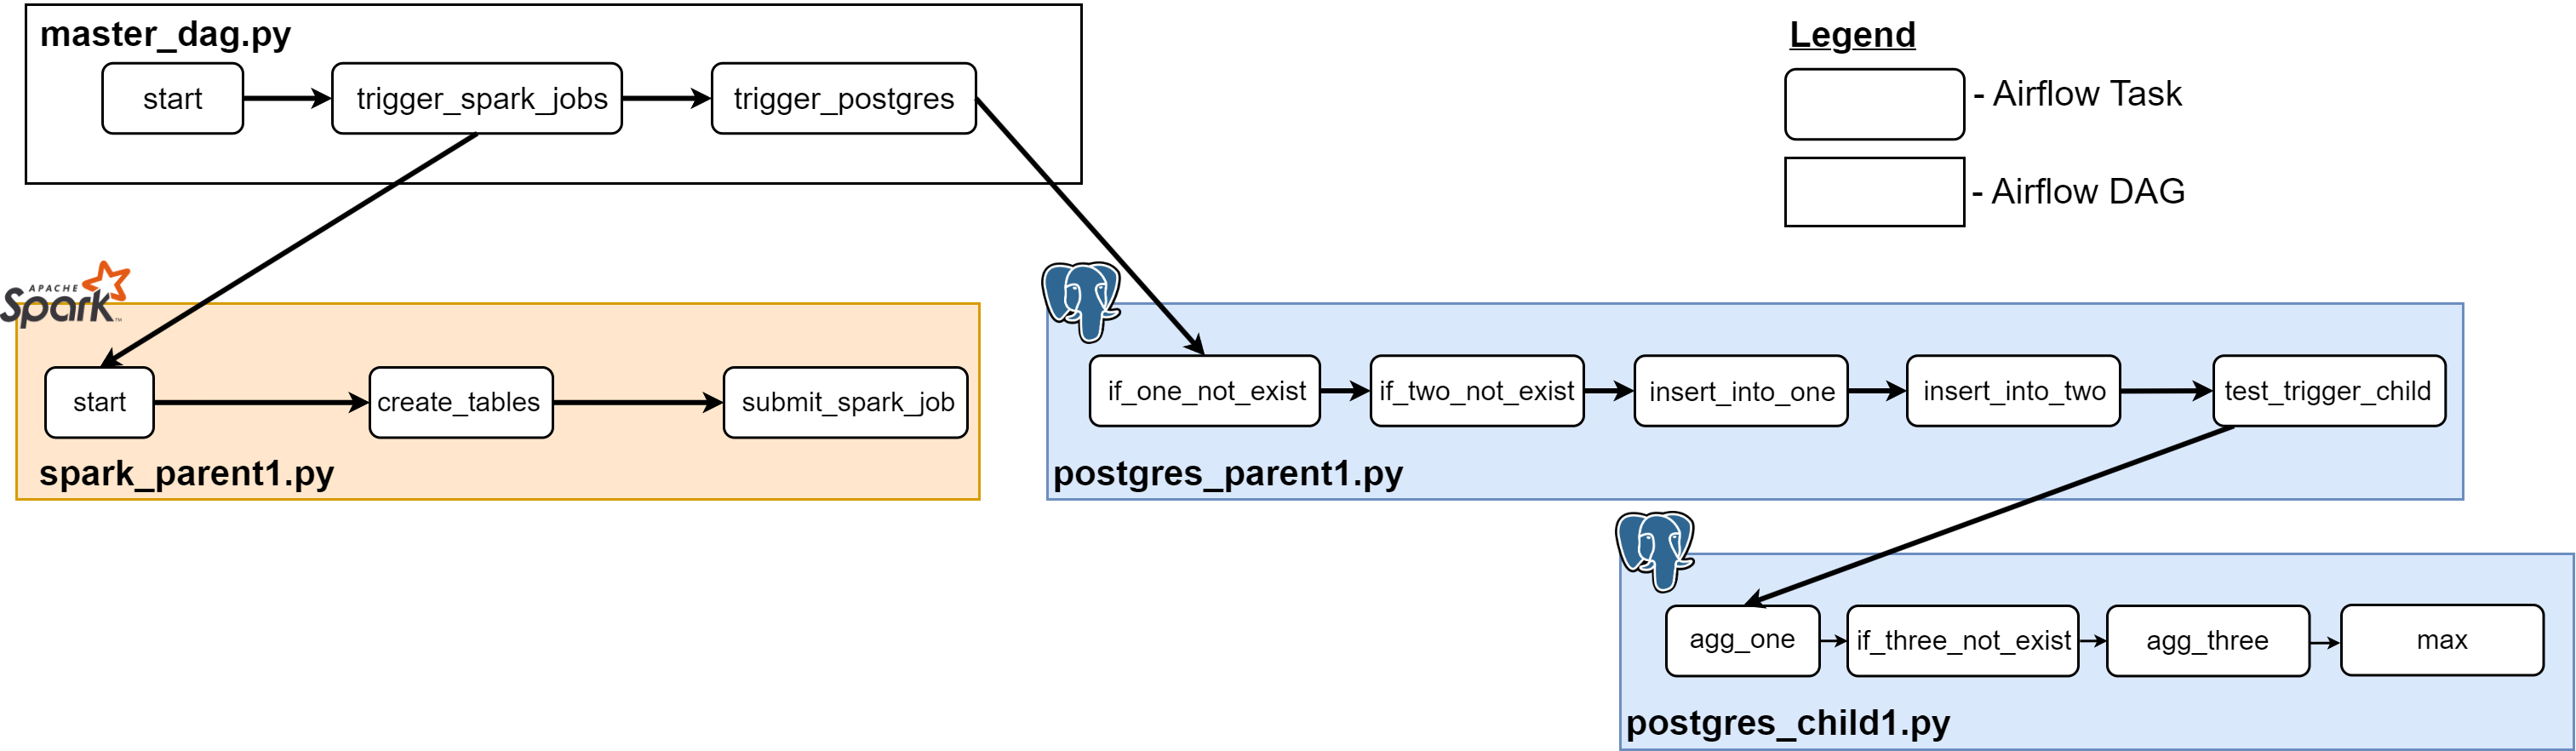 master_dag.py
start
trigger_spark_jobs
trigger_postgres
Legend
- Airflow Task
- Airflow DAG
APACHE
Spark™
start
create_tables
submit_spark_job
spark_parent1.py
if_one_not_exist
if_two_not_exist
insert_into_one
insert_into_two
test_trigger_child
postgres_parent1.py
agg_one
if_three_not_exist
agg_three
max
postgres_child1.py